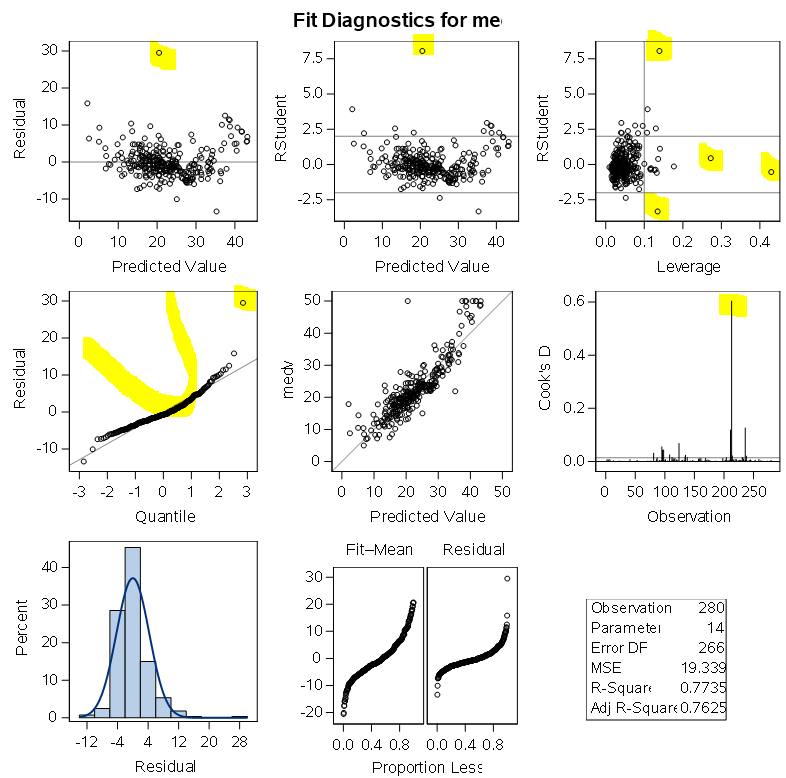 Fit Diagnostics for me
Residual
30
20
10
0
-10
0 10 20 30 40
Predicted Value
RStudent
7.5
5.0
2.5
0.0
-2.5
0 10 20 30 40
Predicted Value
RStudent
7.5
5.0
2.5
0.0
-2.5
0.0 0.1 0.2 0.3 0.4
Leverage
Residual
30
20
10
0
-10
-3 -2 -1 0 1 2 3
Quantile
medv
50
40
30
20
10
0
0 10 20 30 40 50
Predicted Value
Cook's D
0.6
0.4
0.2
0.0
0 50 100 150 200 250
Observation
Percent
40
30
20
10
0
-12 -4 4 12 20 28
Residual
Fit–Mean Residual
30
20
10
0
-10
-20
0.0 0.4 0.8 0.0 0.4 0.8
Proportion Less
Observation 280
Parameter 14
Error DF 266
MSE 19.339
R-Square 0.7735
Adj R-Square 0.7625